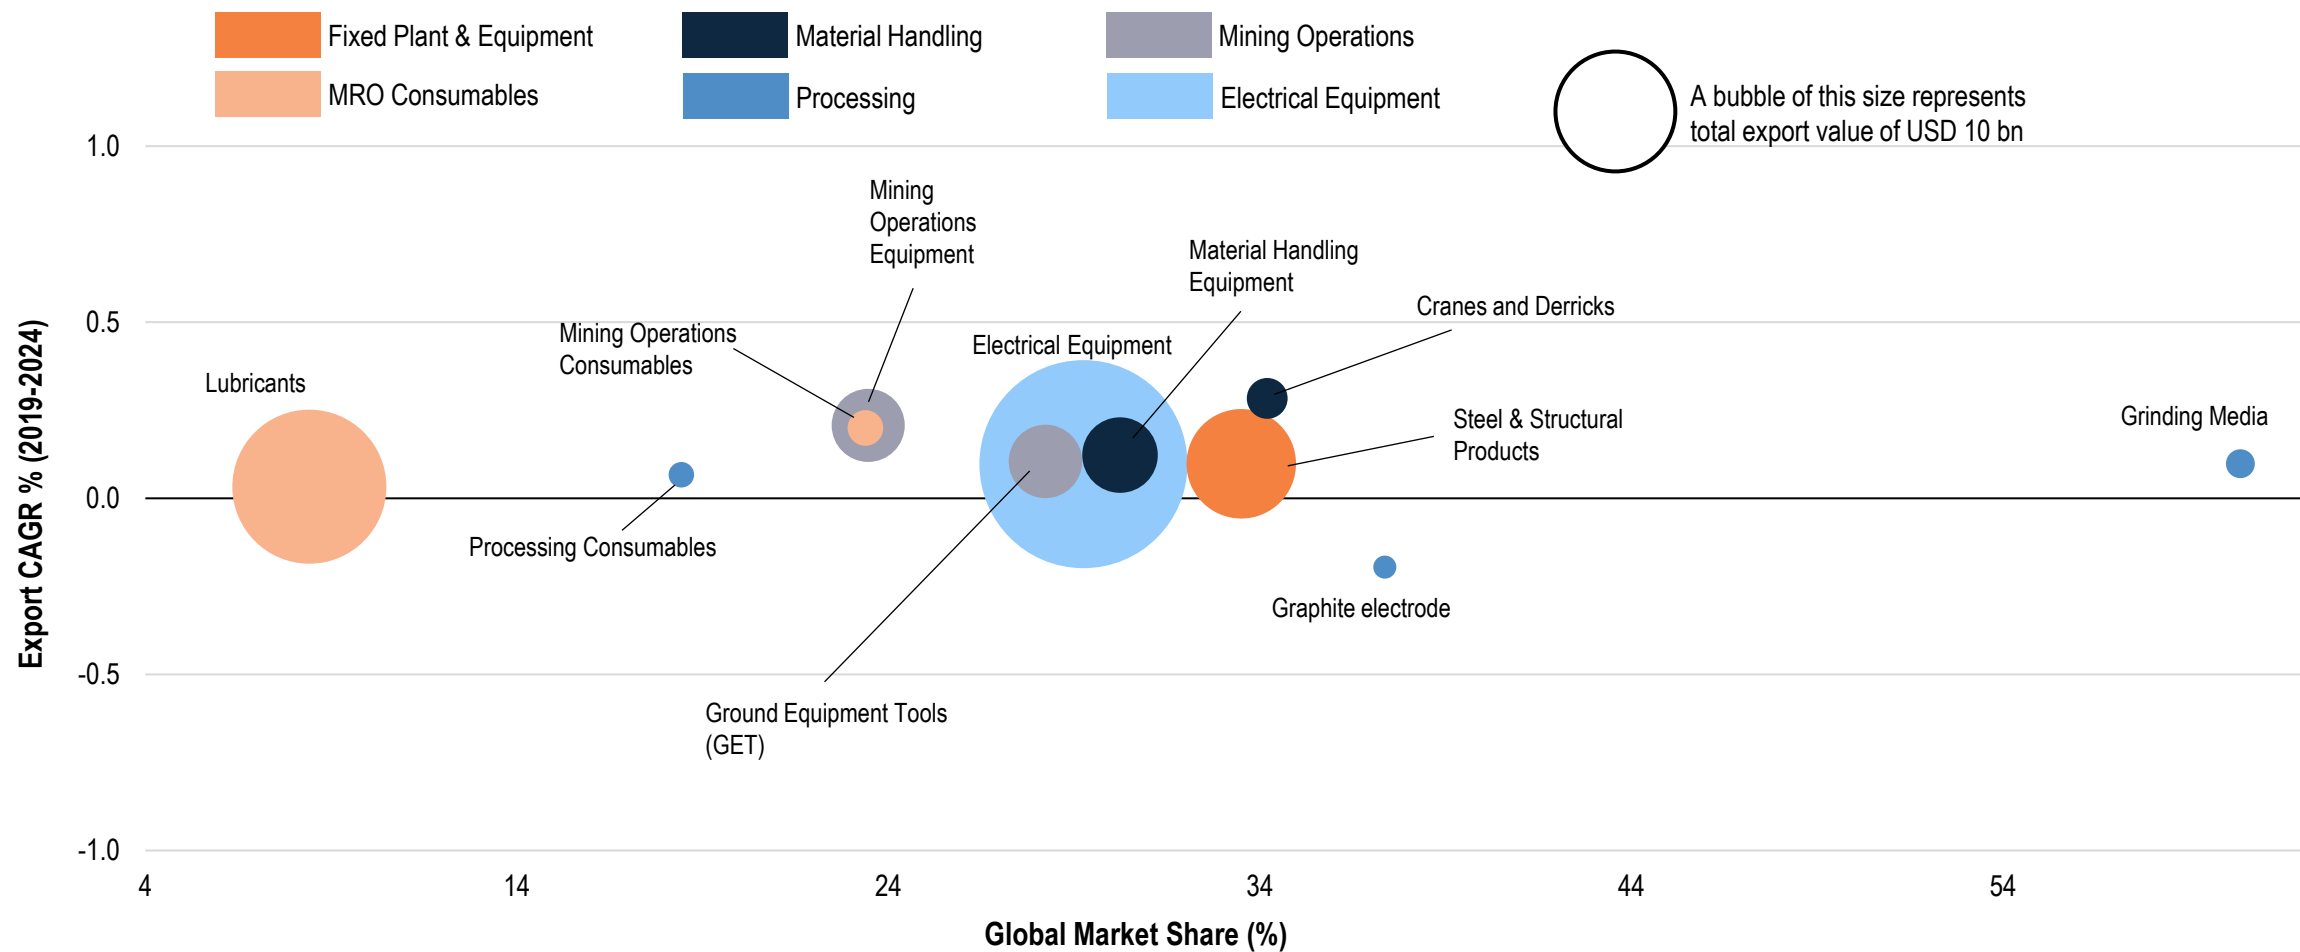 Fixed Plant & Equipment
Material Handling
Mining Operations
MRO Consumables
Processing
Electrical Equipment
A bubble of this size represents
total export value of USD 10 bn
1.0
Mining
Operations
Equipment
Material Handling
Equipment
Cranes and Derricks
0.5
Mining Operations
Consumables
Electrical Equipment
Lubricants
Steel & Structural
Products
Grinding Media
0.0
Processing Consumables
Graphite electrode
-0.5
Ground Equipment Tools
(GET)
-1.0
Export CAGR % (2019-2024)
4
14
24
34
44
54
Global Market Share (%)